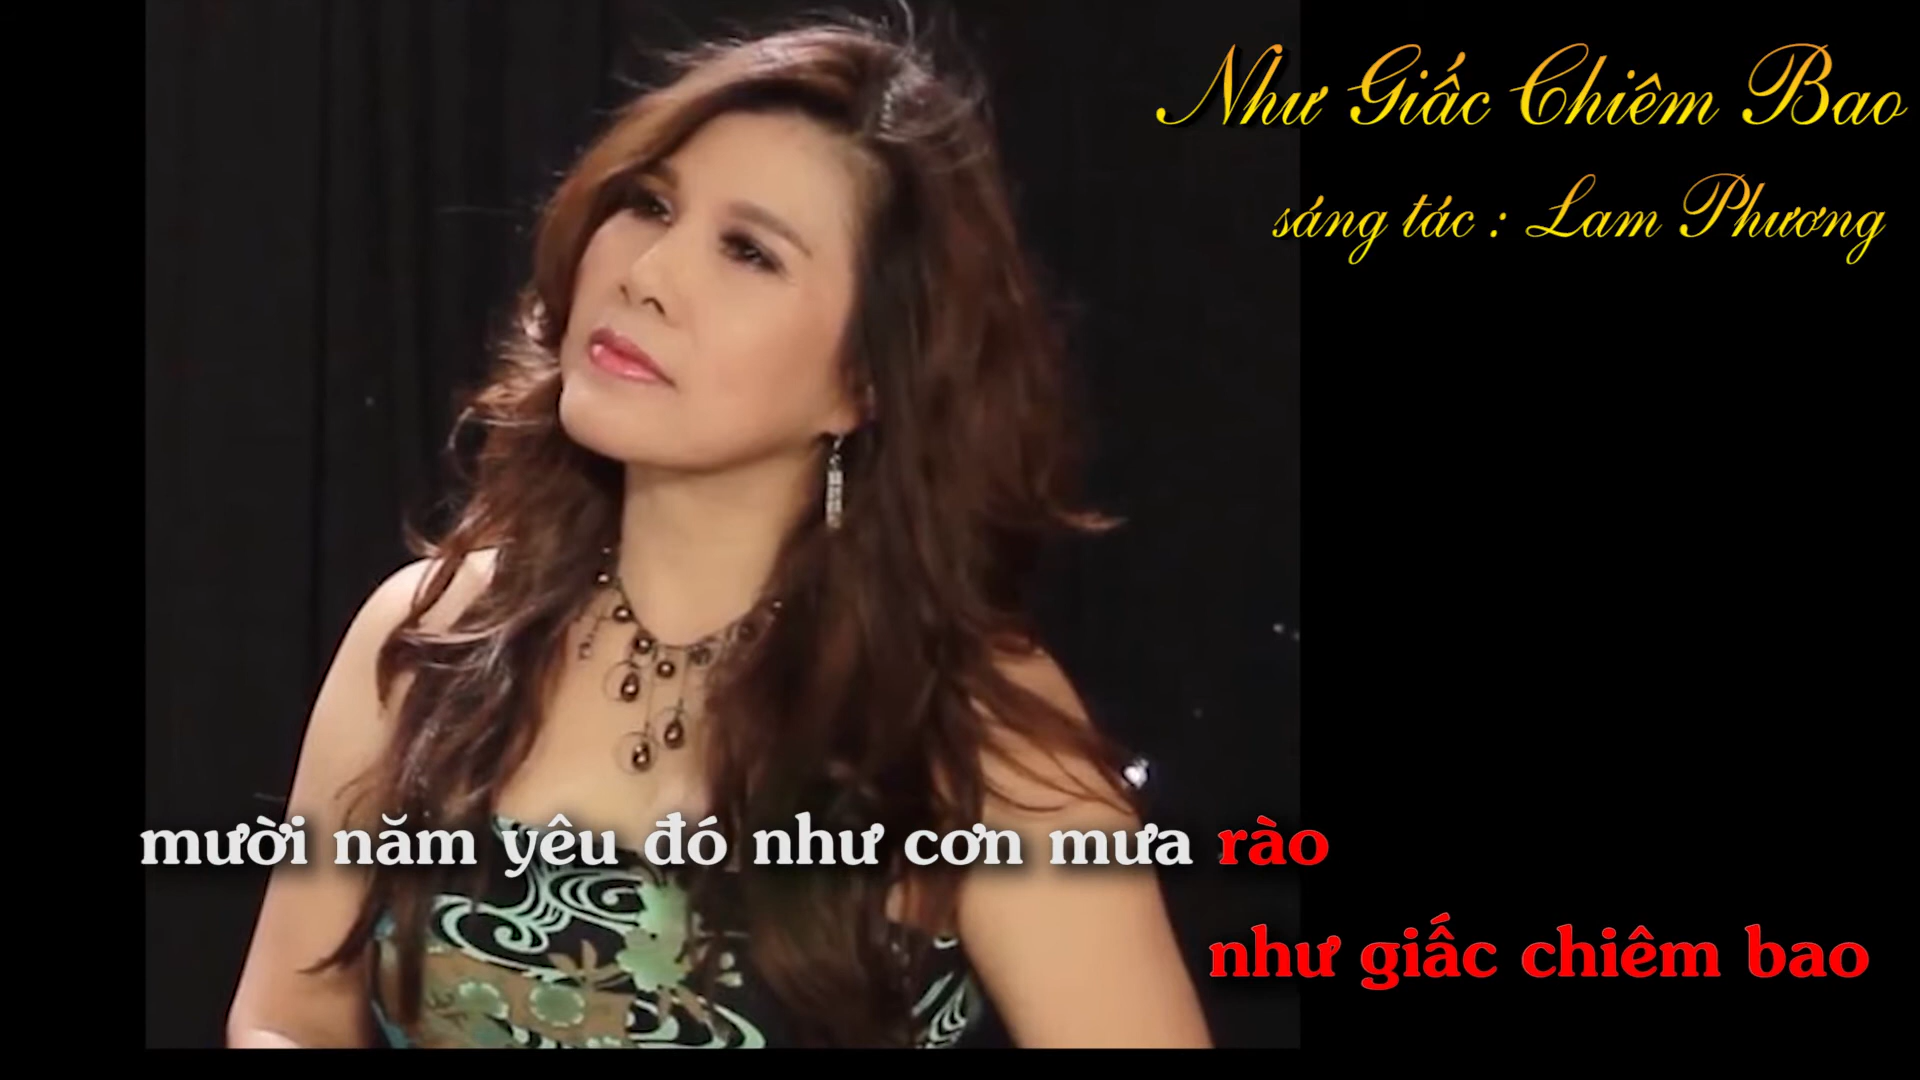 Như Giấc Chiêm Bao
sáng tác : Lam Phương
mười năm yêu đó như cơn mưa rào
như giấc chiêm bao